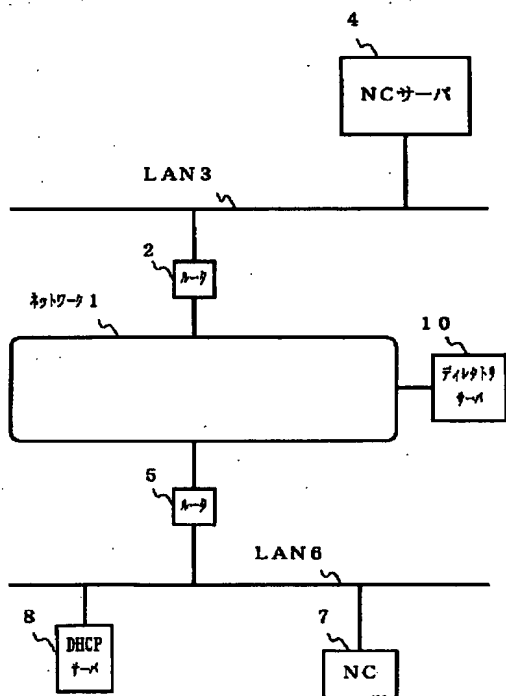 4
NCサーバ
LAN3
2
ルータ
ネットワーク1
10
ディレクトリ
サーバ
5
ルータ
LAN6
8
DHCP
サーバ
7
NC